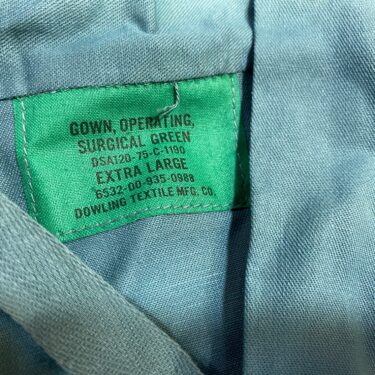 GOWN, OPERATING,
SURGICAL GREEN
DSA120-75-C-1190
EXTRA LARGE
6532-00-935-0988
DOWLING TEXTILE MFG. CO.